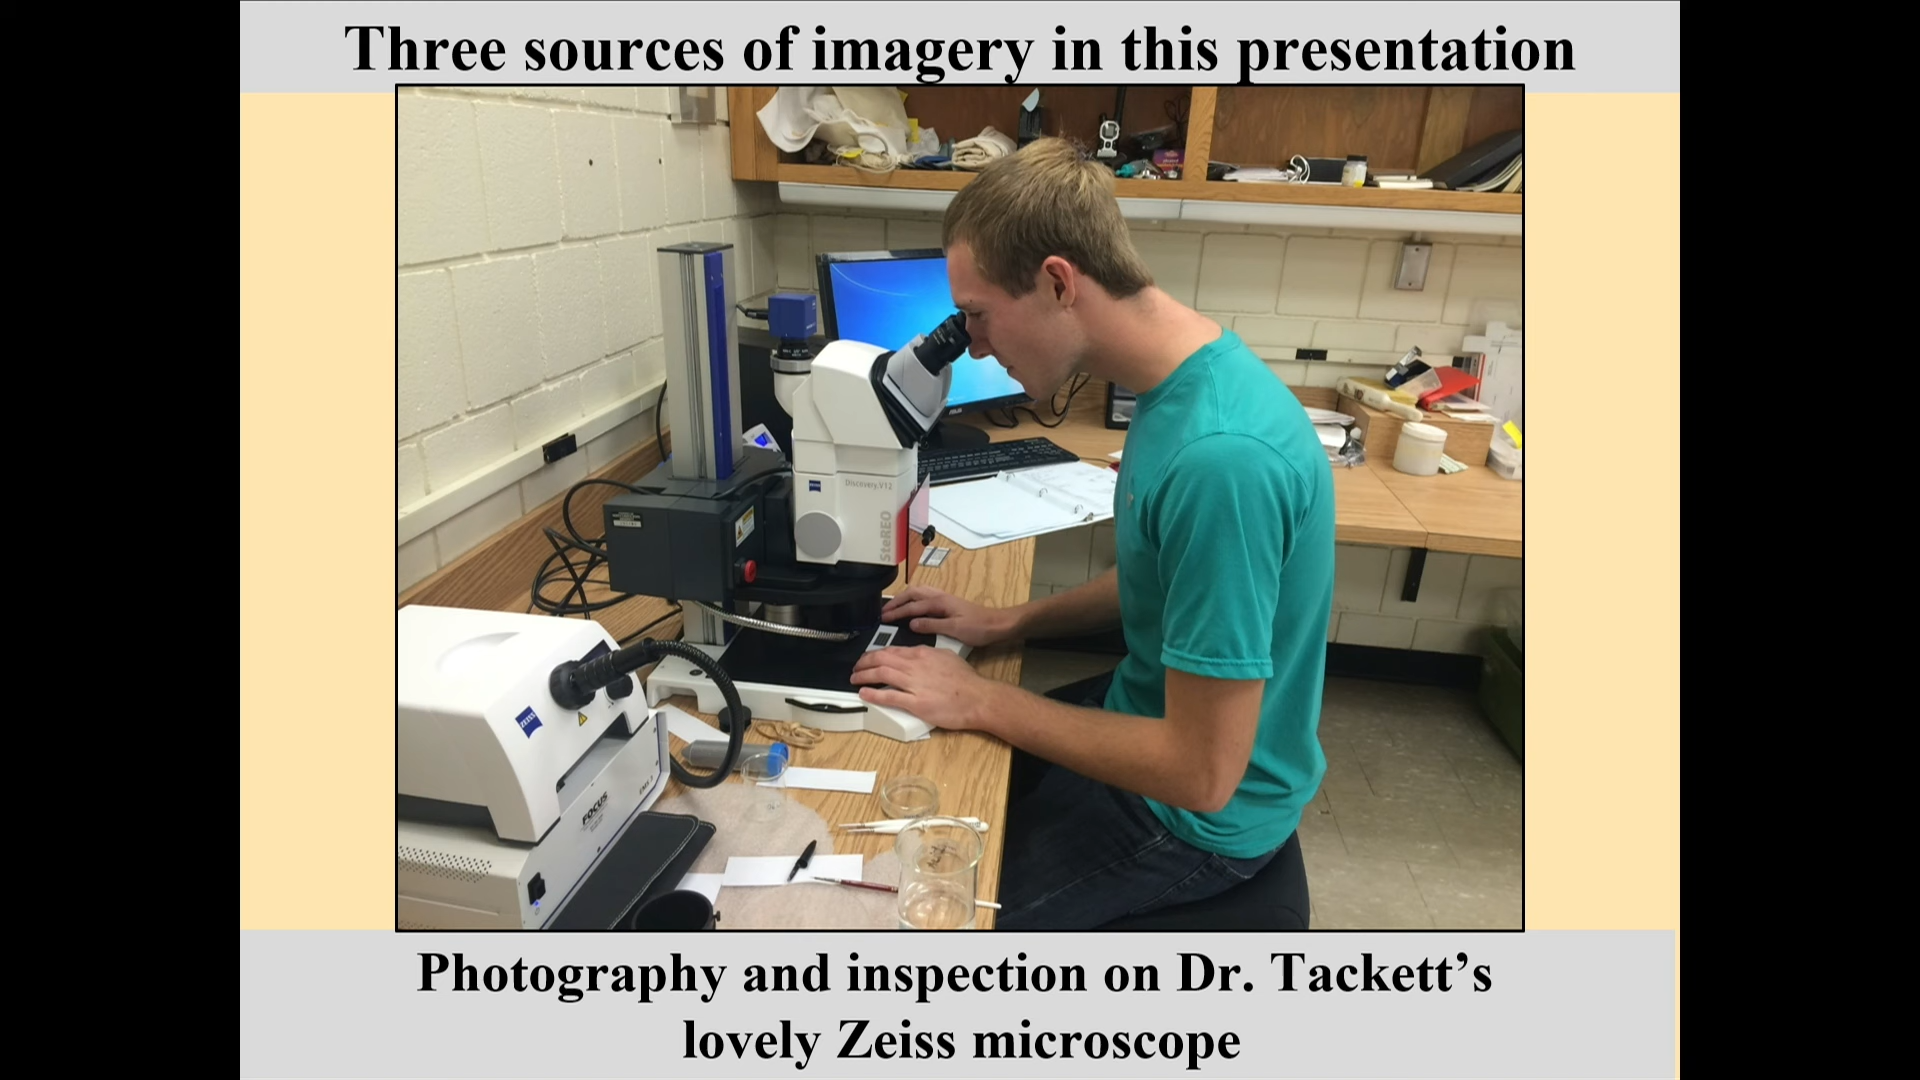 Three sources of imagery in this presentation
ZEISS
Discovery.V12
SteREO
ZEISS
FOCUS
Photography and inspection on Dr. Tackett’s
lovely Zeiss microscope